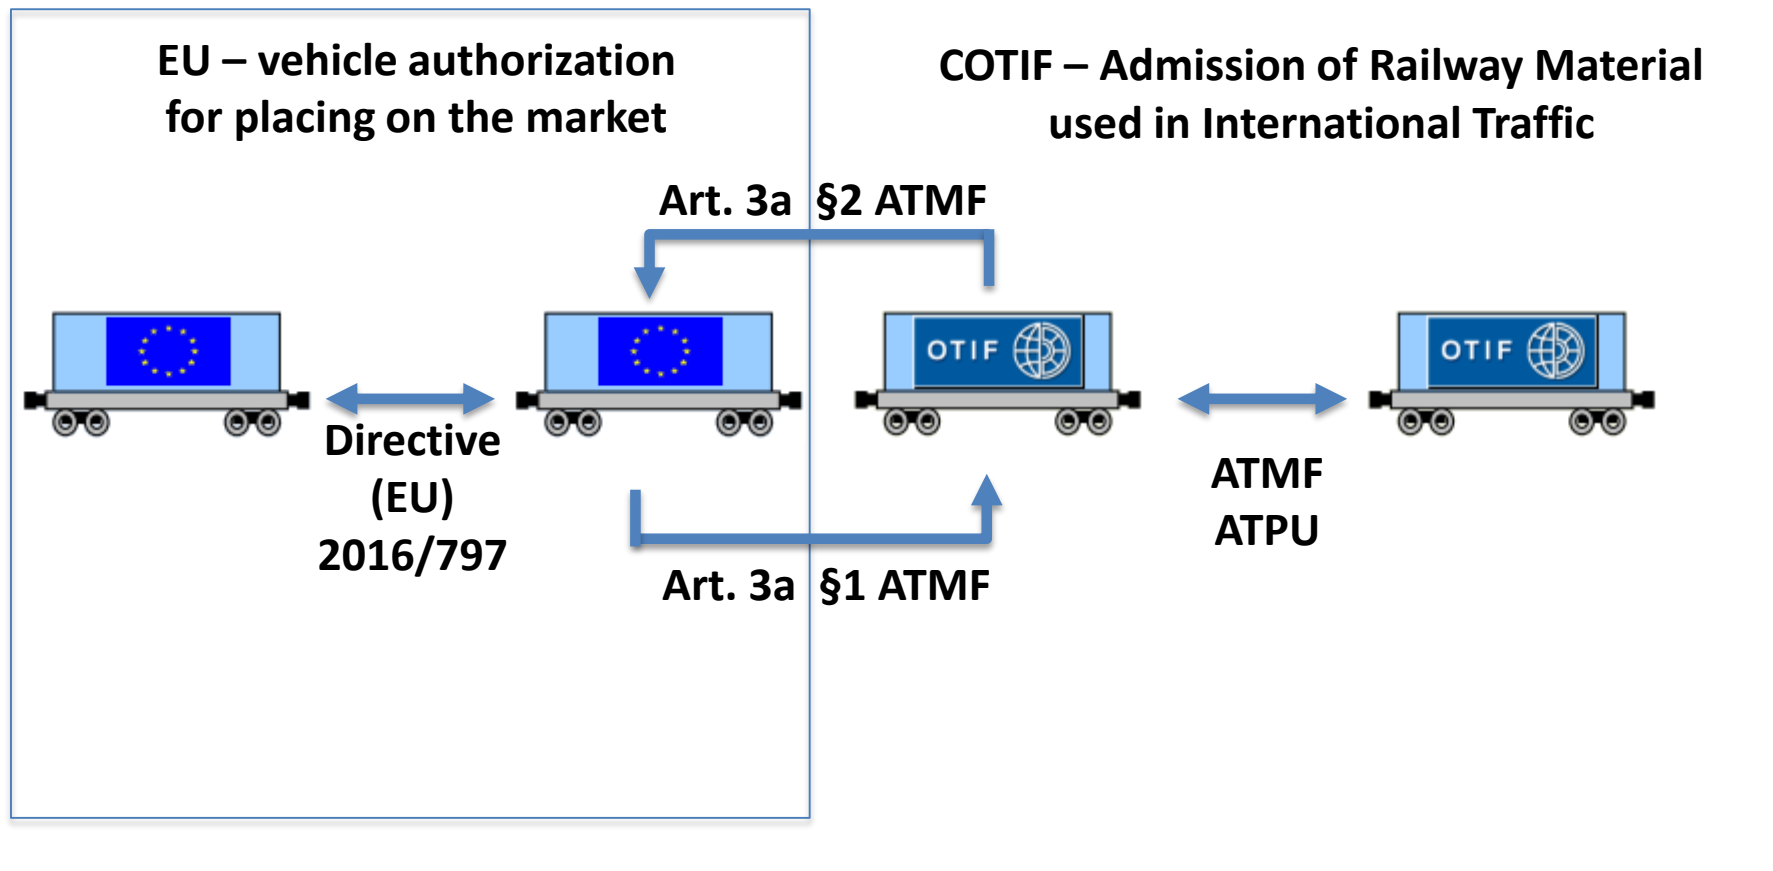 EU – vehicle authorization
for placing on the market
COTIF – Admission of Railway Material
used in International Traffic
Art. 3a §2 ATMF
OTIF
OTIF
Directive
(EU)
2016/797
ATMF
ATPU
Art. 3a §1 ATMF